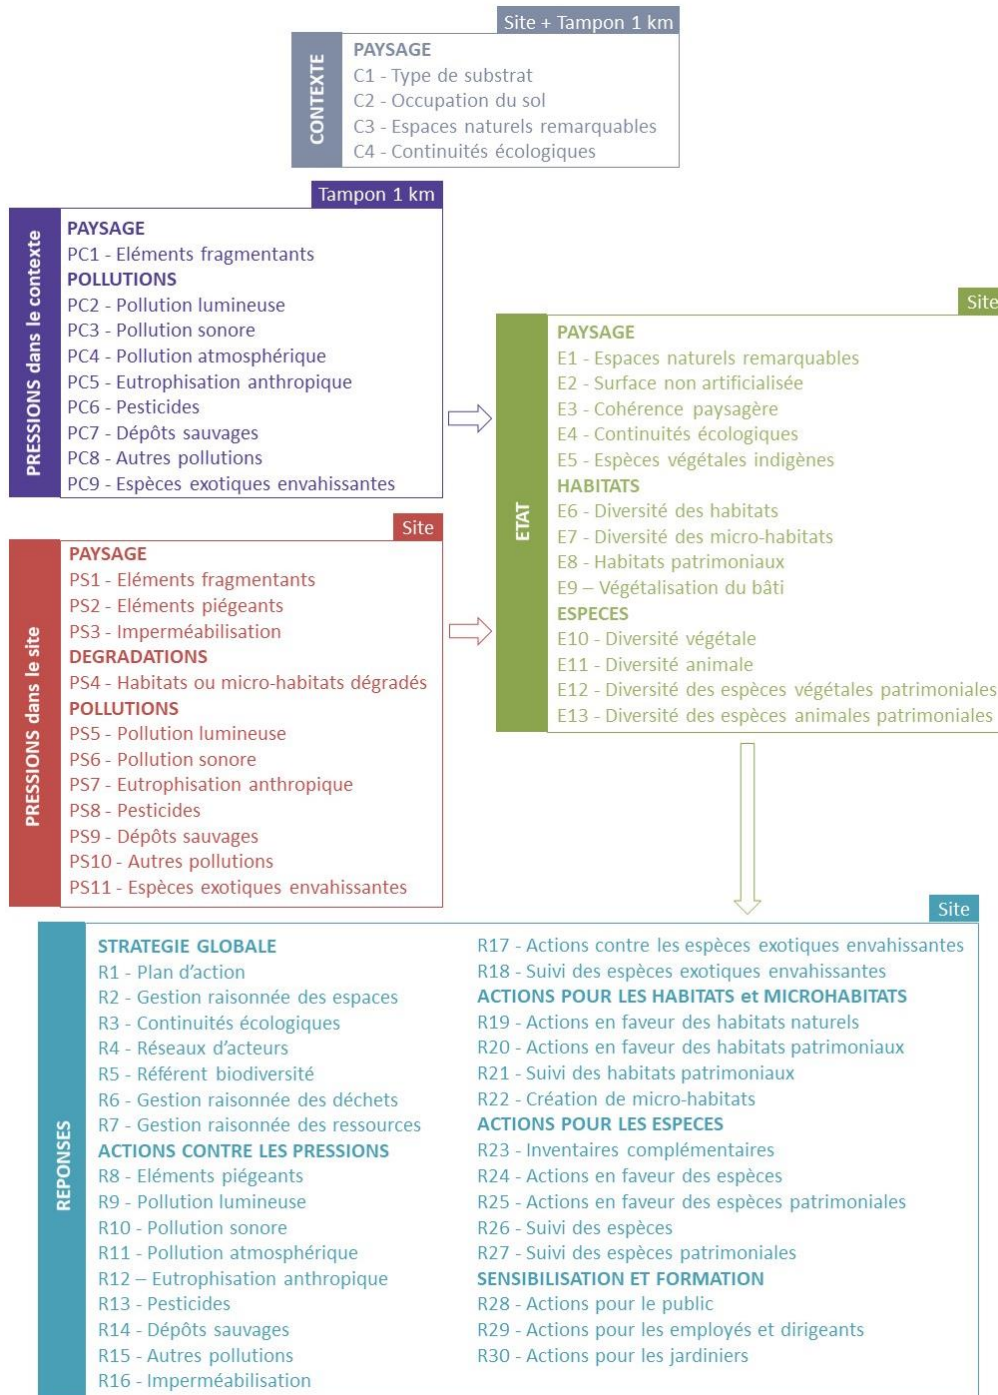 Site + Tampon 1 km
CONTEXTE
PAYSAGE
C1 - Type de substrat
C2 - Occupation du sol
C3 - Espaces naturels remarquables
C4 - Continuités écologiques
Tampon 1 km
PRESSIONS dans le contexte
PAYSAGE
PC1 - Eléments fragmentants
POLLUTIONS
PC2 - Pollution lumineuse
PC3 - Pollution sonore
PC4 - Pollution atmosphérique
PC5 - Eutrophisation anthropique
PC6 - Pesticides
PC7 - Dépôts sauvages
PC8 - Autres pollutions
PC9 - Espèces exotiques envahissantes
Site
PRESSIONS dans le site
PAYSAGE
PS1 - Eléments fragmentants
PS2 - Eléments piégeants
PS3 - Imperméabilisation
DEGRADATIONS
PS4 - Habitats ou micro-habitats dégradés
POLLUTIONS
PS5 - Pollution lumineuse
PS6 - Pollution sonore
PS7 - Eutrophisation anthropique
PS8 - Pesticides
PS9 - Dépôts sauvages
PS10 - Autres pollutions
PS11 - Espèces exotiques envahissantes
Site
ETAT
PAYSAGE
E1 - Espaces naturels remarquables
E2 - Surface non artificialisée
E3 - Cohérence paysagère
E4 - Continuités écologiques
E5 - Espèces végétales indigènes
HABITATS
E6 - Diversité des habitats
E7 - Diversité des micro-habitats
E8 - Habitats patrimoniaux
E9 – Végétalisation du bâti
ESPECES
E10 - Diversité végétale
E11 - Diversité animale
E12 - Diversité des espèces végétales patrimoniales
E13 - Diversité des espèces animales patrimoniales
Site
REPONSES
STRATEGIE GLOBALE
R1 - Plan d'action
R2 - Gestion raisonnée des espaces
R3 - Continuités écologiques
R4 - Réseaux d'acteurs
R5 - Référent biodiversité
R6 - Gestion raisonnée des déchets
R7 - Gestion raisonnée des ressources
ACTIONS CONTRE LES PRESSIONS
R8 - Eléments piégeants
R9 - Pollution lumineuse
R10 - Pollution sonore
R11 - Pollution atmosphérique
R12 – Eutrophisation anthropique
R13 - Pesticides
R14 - Dépôts sauvages
R15 - Autres pollutions
R16 - Imperméabilisation
R17 - Actions contre les espèces exotiques envahissantes
R18 - Suivi des espèces exotiques envahissantes
ACTIONS POUR LES HABITATS et MICROHABITATS
R19 - Actions en faveur des habitats naturels
R20 - Actions en faveur des habitats patrimoniaux
R21 - Suivi des habitats patrimoniaux
R22 - Création de micro-habitats
ACTIONS POUR LES ESPECES
R23 - Inventaires complémentaires
R24 - Actions en faveur des espèces
R25 - Actions en faveur des espèces patrimoniales
R26 - Suivi des espèces
R27 - Suivi des espèces patrimoniales
SENSIBILISATION ET FORMATION
R28 - Actions pour le public
R29 - Actions pour les employés et dirigeants
R30 - Actions pour les jardiniers